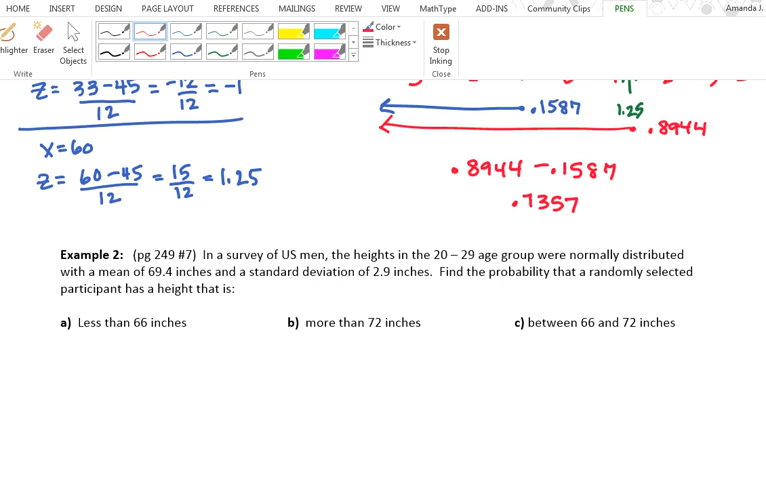 HOME INSERT DESIGN PAGE LAYOUT REFERENCES MAILINGS REVIEW VIEW MathType ADD-INS Community Clips PENS Amanda J.
hlighter Eraser Select Objects
Color
Thickness
Stop Inking
Write Pens Close
Z = 33-45/12 = -12/12 = -1
.1587 1.25
.8944
X=60
Z = 60-45/12 = 15/12 = 1.25
.8944 - .1587
.7357
Example 2: (pg 249 #7) In a survey of US men, the heights in the 20 – 29 age group were normally distributed
with a mean of 69.4 inches and a standard deviation of 2.9 inches. Find the probability that a randomly selected
participant has a height that is:
a) Less than 66 inches b) more than 72 inches c) between 66 and 72 inches